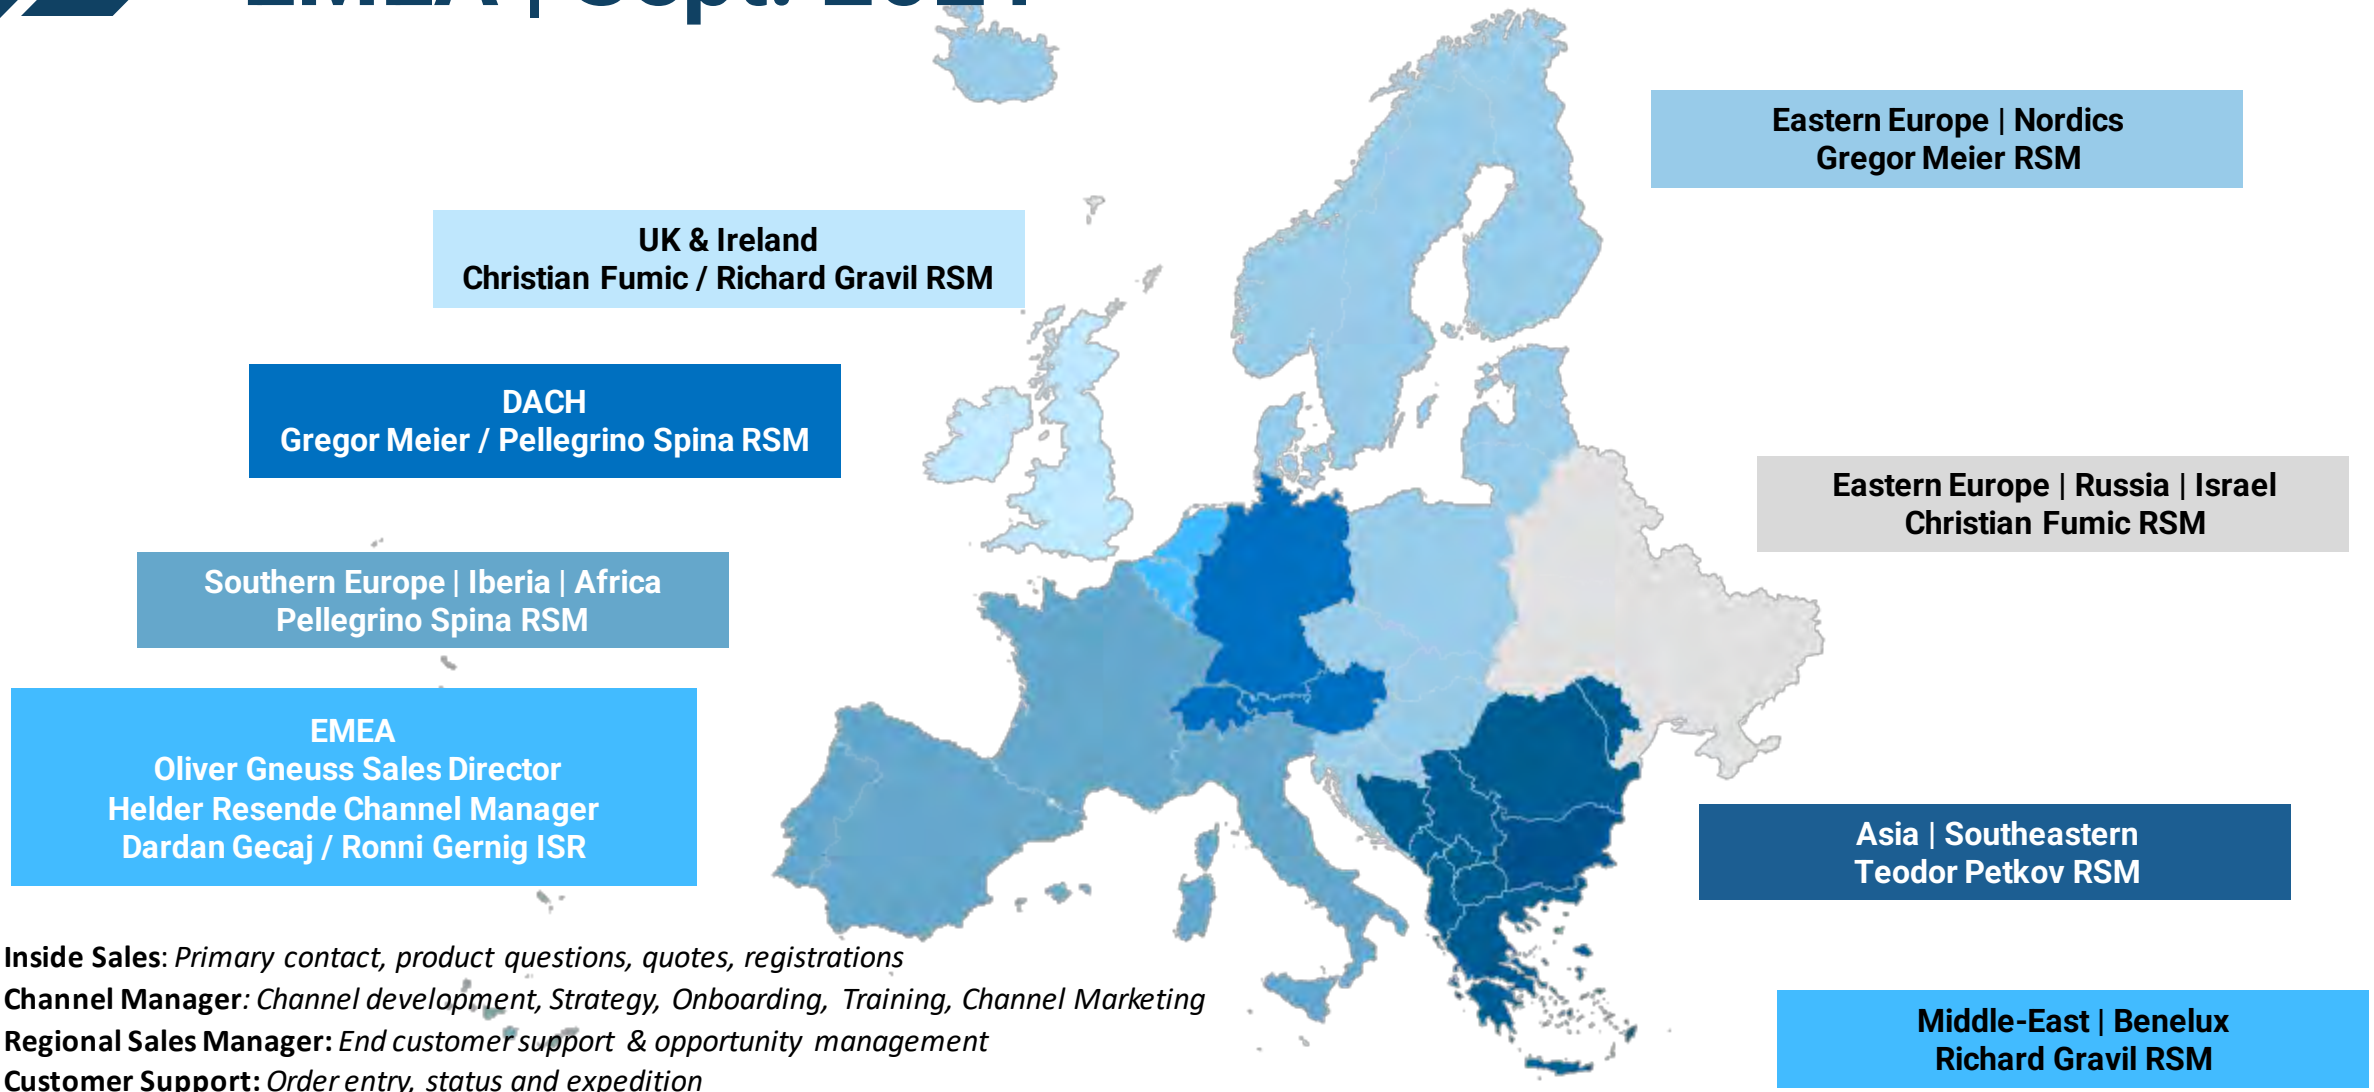 EMEA | Sept. 2021
Eastern Europe | Nordics
Gregor Meier RSM
UK & Ireland
Christian Fumic / Richard Gravil RSM
DACH
Gregor Meier / Pellegrino Spina RSM
Eastern Europe | Russia | Israel
Christian Fumic RSM
Southern Europe | Iberia | Africa
Pellegrino Spina RSM
EMEA
Oliver Gneuss Sales Director
Helder Resende Channel Manager
Dardan Gecaj / Ronni Gernig ISR
Asia | Southeastern
Teodor Petkov RSM
Inside Sales: Primary contact, product questions, quotes, registrations
Channel Manager: Channel development, Strategy, Onboarding, Training, Channel Marketing
Regional Sales Manager: End customer support & opportunity management
Customer Support: Order entry, status and expedition
Middle-East | Benelux
Richard Gravil RSM